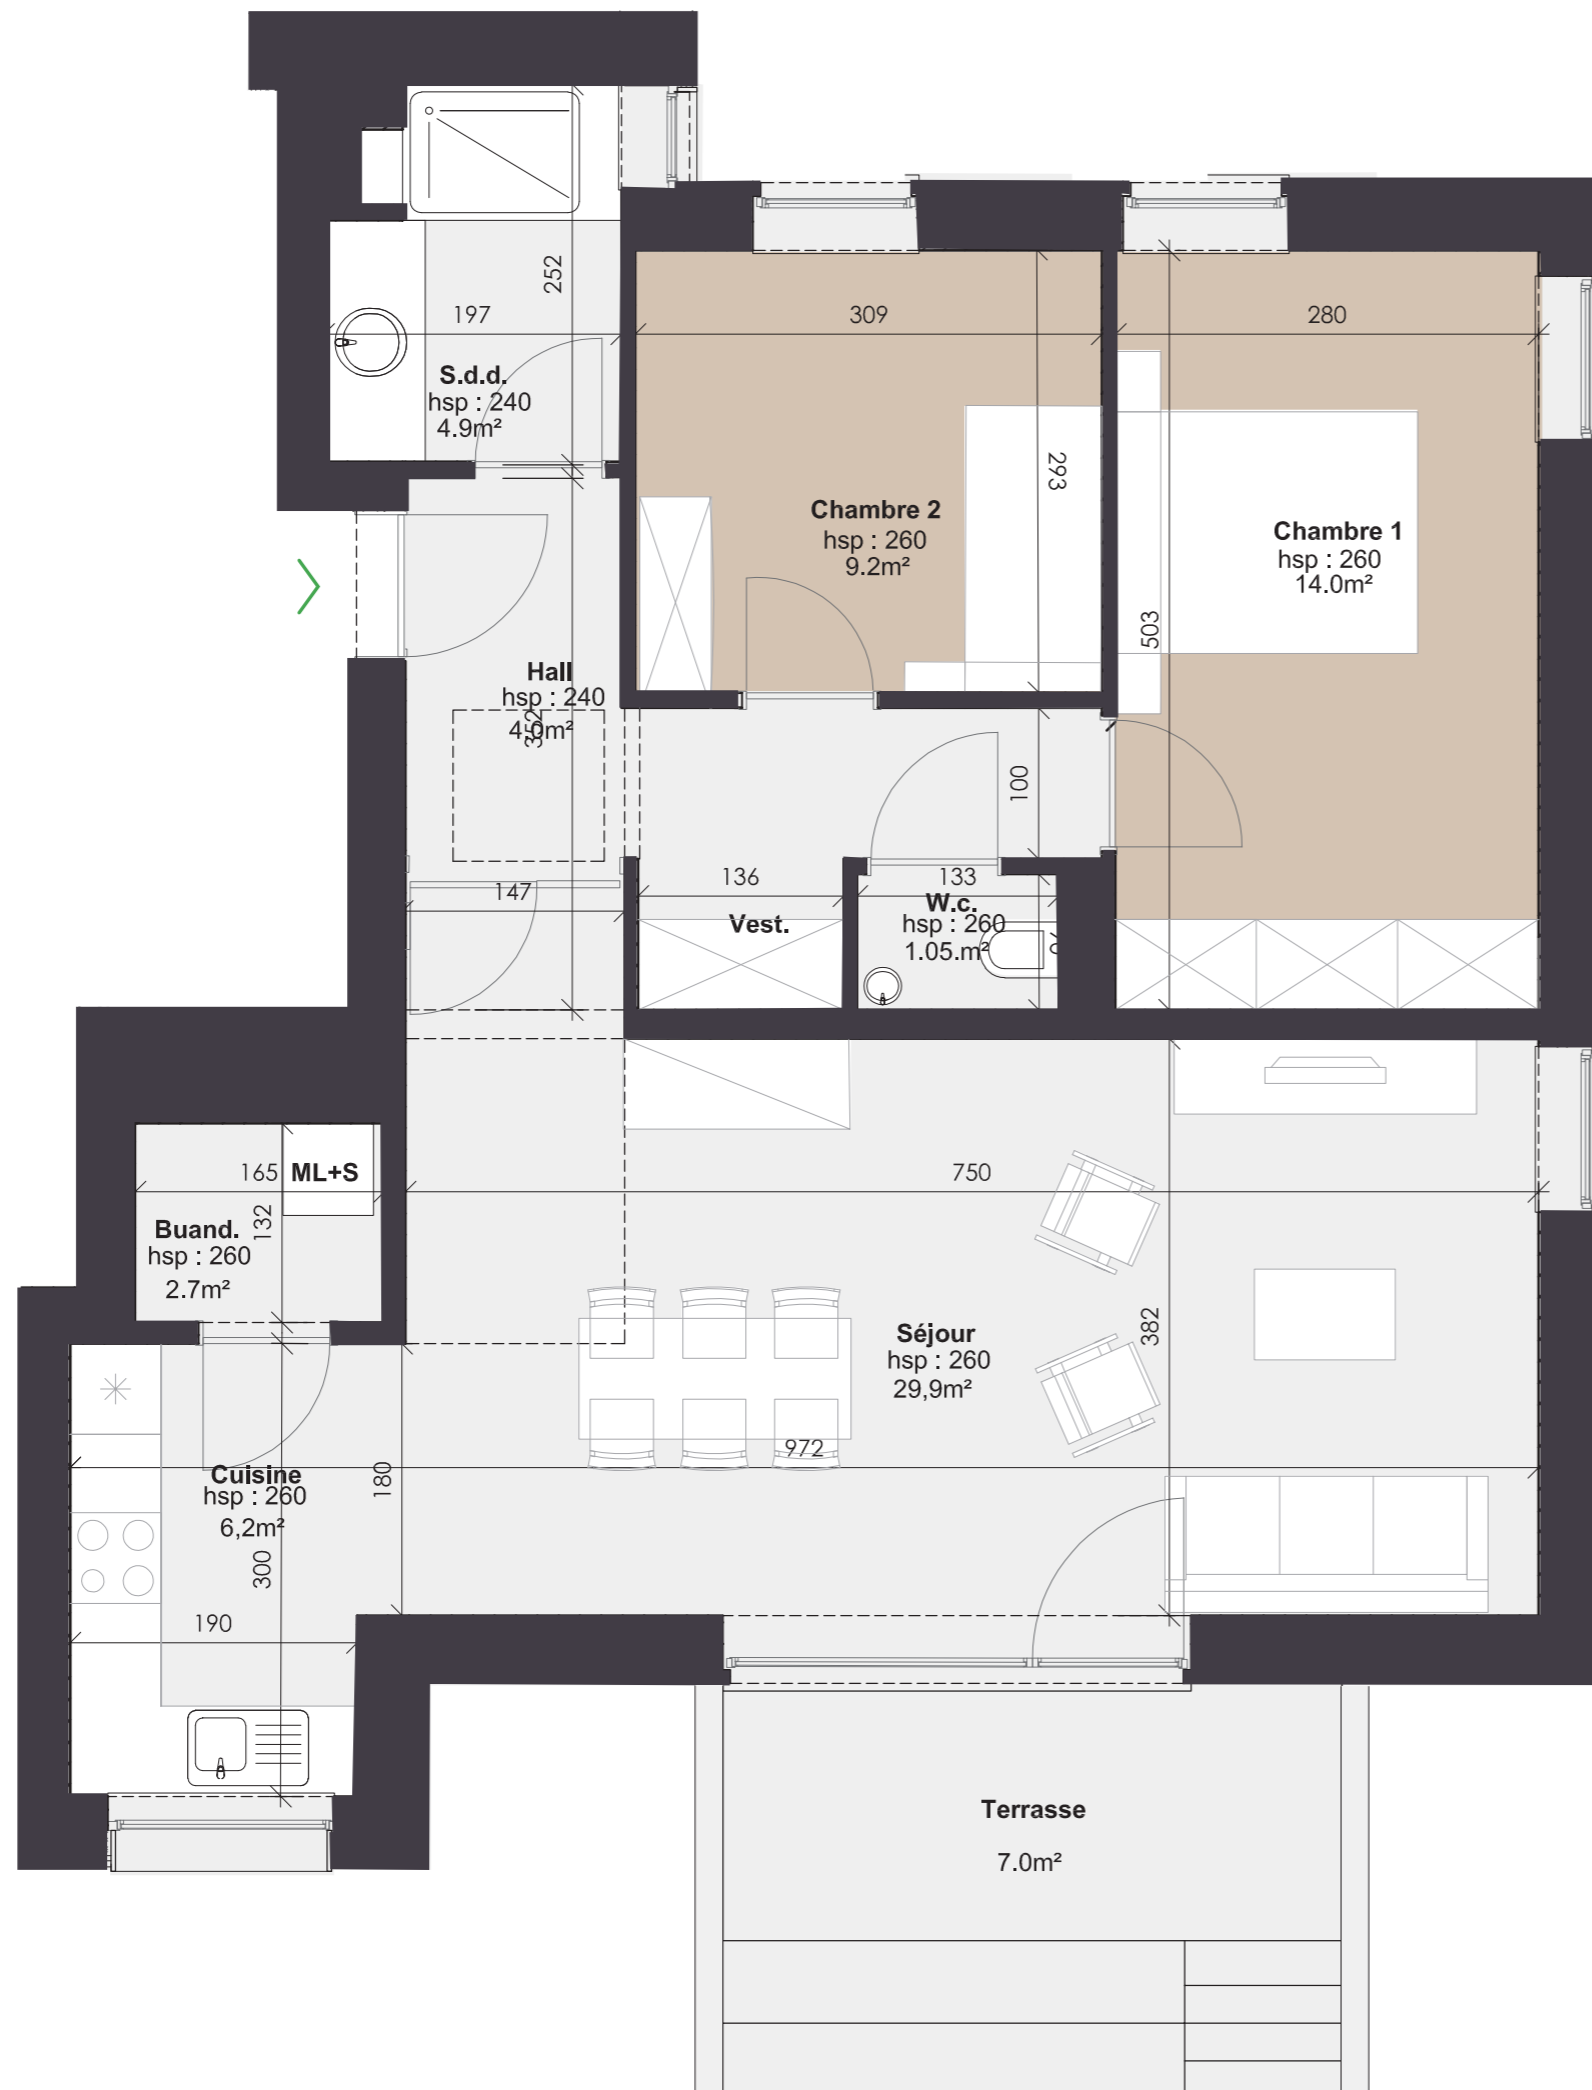 252
197
S.d.d.
hsp : 240
4.9m²
309
280
293
Chambre 2
hsp : 260
9.2m²
Chambre 1
hsp : 260
14.0m²
503
Hall
hsp : 240
4.0m²
352
100
147
136
133
Vest.
W.c.
hsp : 260
1.05.m²
165
ML+S
750
132
Buand.
hsp : 260
2.7m²
382
Séjour
hsp : 260
29,9m²
972
180
Cuisine
hsp : 260
6,2m²
300
190
Terrasse
7.0m²